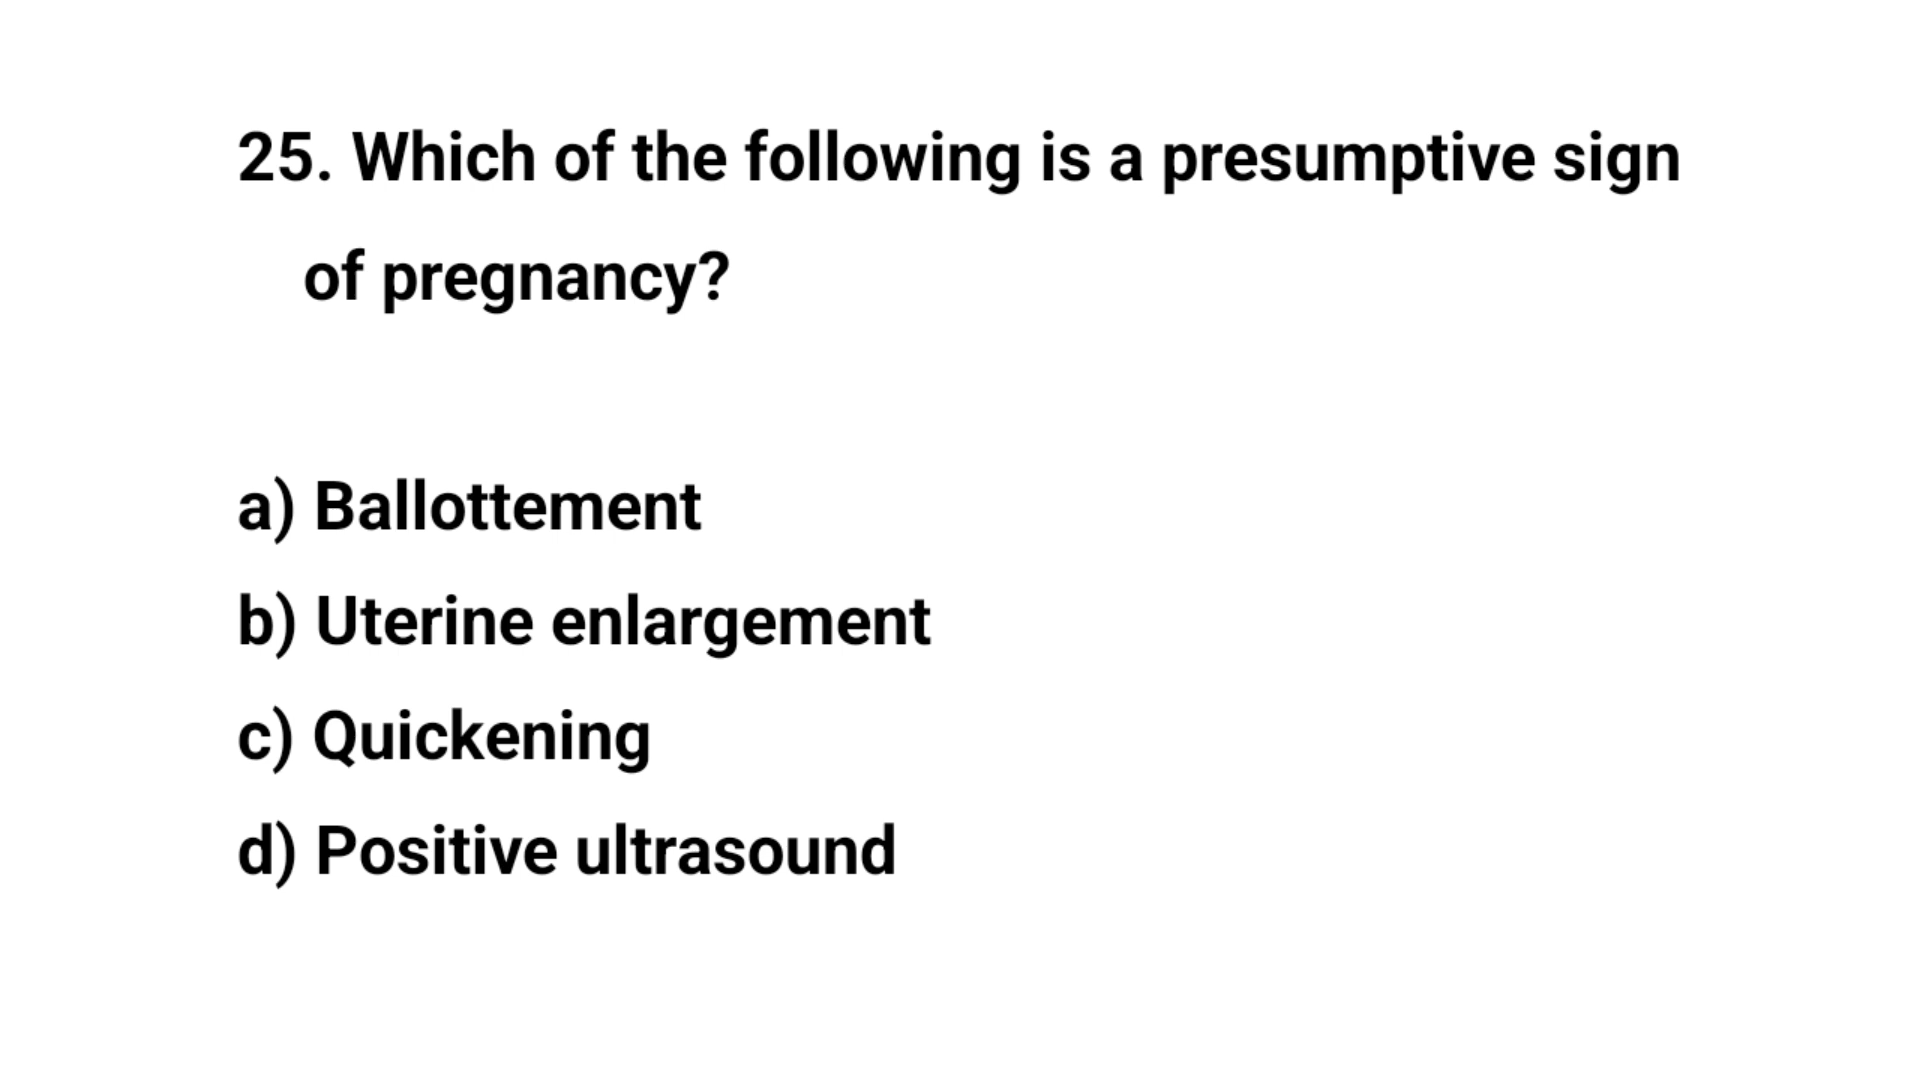 25. Which of the following is a presumptive sign
of pregnancy?
a) Ballottement
b) Uterine enlargement
c) Quickening
d) Positive ultrasound